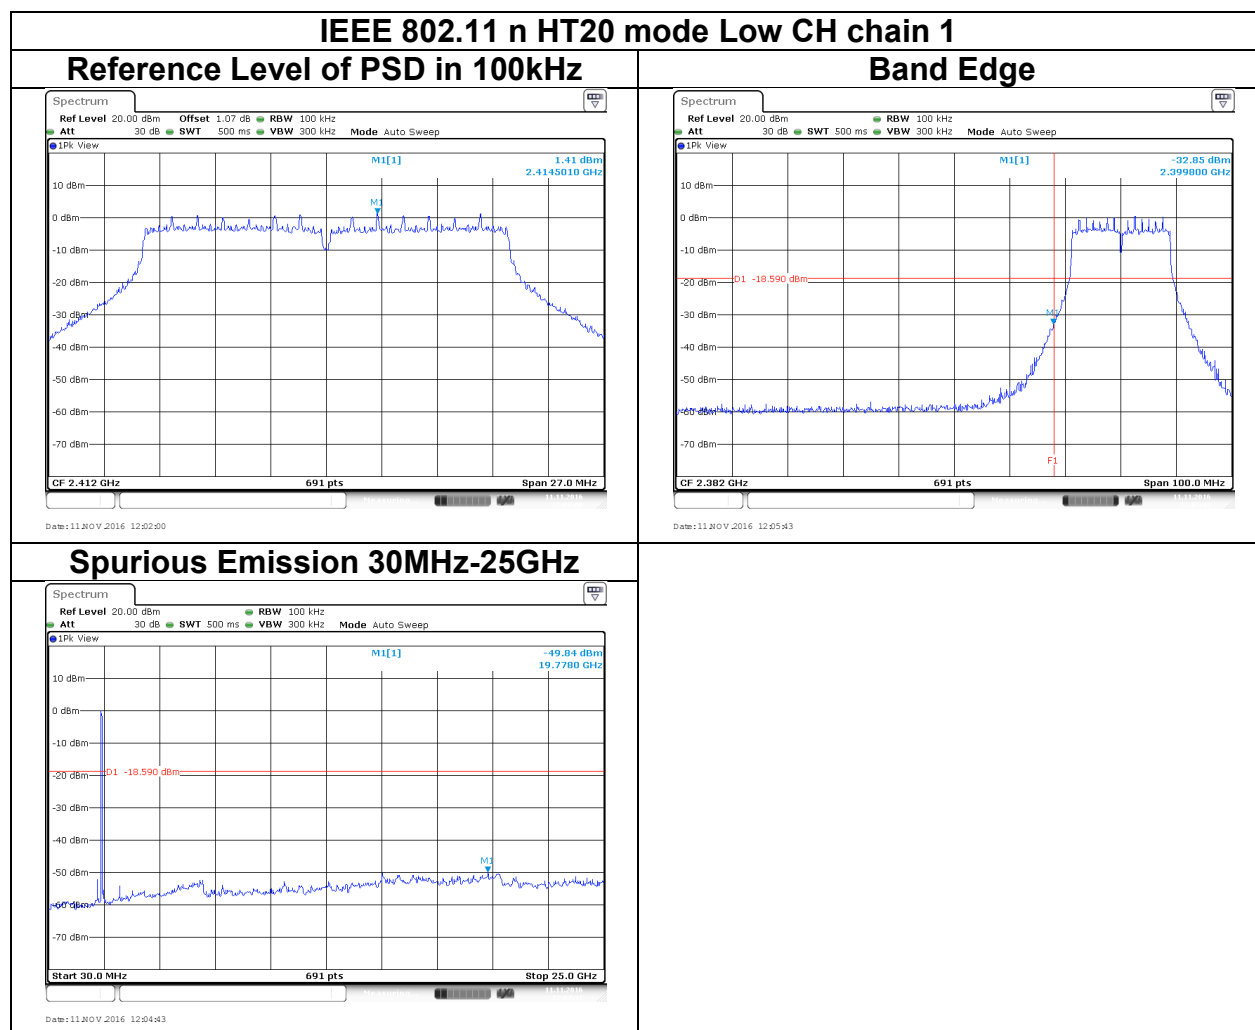 IEEE 802.11 n HT20 mode Low CH chain 1
Reference Level of PSD in 100kHz
Spectrum
Ref Level 20.00 dBm Offset 1.07 dB RBW 100 kHz
Att 30 dB SWT 500 ms VBW 300 kHz Mode Auto Sweep
1Pk View
M1[1] 1.41 dBm
2.4145010 GHz
M1
10 dBm
0 dBm
-10 dBm
-20 dBm
-30 dBm
-40 dBm
-50 dBm
-60 dBm
-70 dBm
CF 2.412 GHz 691 pts Span 27.0 MHz
11.11.2016
Date: 11.NOV.2016 12:02:00
Band Edge
Spectrum
Ref Level 20.00 dBm RBW 100 kHz
Att 30 dB SWT 500 ms VBW 300 kHz Mode Auto Sweep
1Pk View
M1[1] -32.85 dBm
2.399800 GHz
10 dBm
0 dBm
-10 dBm
D1 -18.590 dBm
-20 dBm
-30 dBm
M1
-40 dBm
-50 dBm
-60 dBm
-70 dBm
F1
CF 2.382 GHz 691 pts Span 100.0 MHz
11.11.2016
Date: 11.NOV.2016 12:05:43
Spurious Emission 30MHz-25GHz
Spectrum
Ref Level 20.00 dBm RBW 100 kHz
Att 30 dB SWT 500 ms VBW 300 kHz Mode Auto Sweep
1Pk View
M1[1] -49.84 dBm
19.7780 GHz
10 dBm
0 dBm
-10 dBm
D1 -18.590 dBm
-20 dBm
-30 dBm
-40 dBm
M1
-50 dBm
-60 dBm
-70 dBm
Start 30.0 MHz 691 pts Stop 25.0 GHz
11.11.2016
Date: 11.NOV.2016 12:04:43